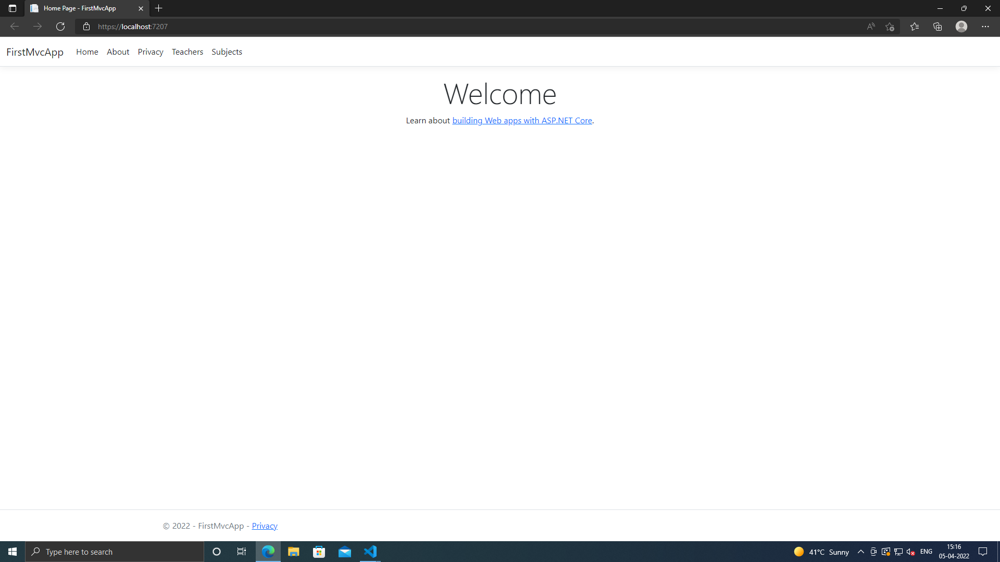 Home Page - FirstMvcApp
https://localhost:7207
FirstMvcApp Home About Privacy Teachers Subjects
Welcome
Learn about building Web apps with ASP.NET Core.
© 2022 - FirstMvcApp - Privacy
Type here to search
41°C Sunny
ENG
15:16
05-04-2022